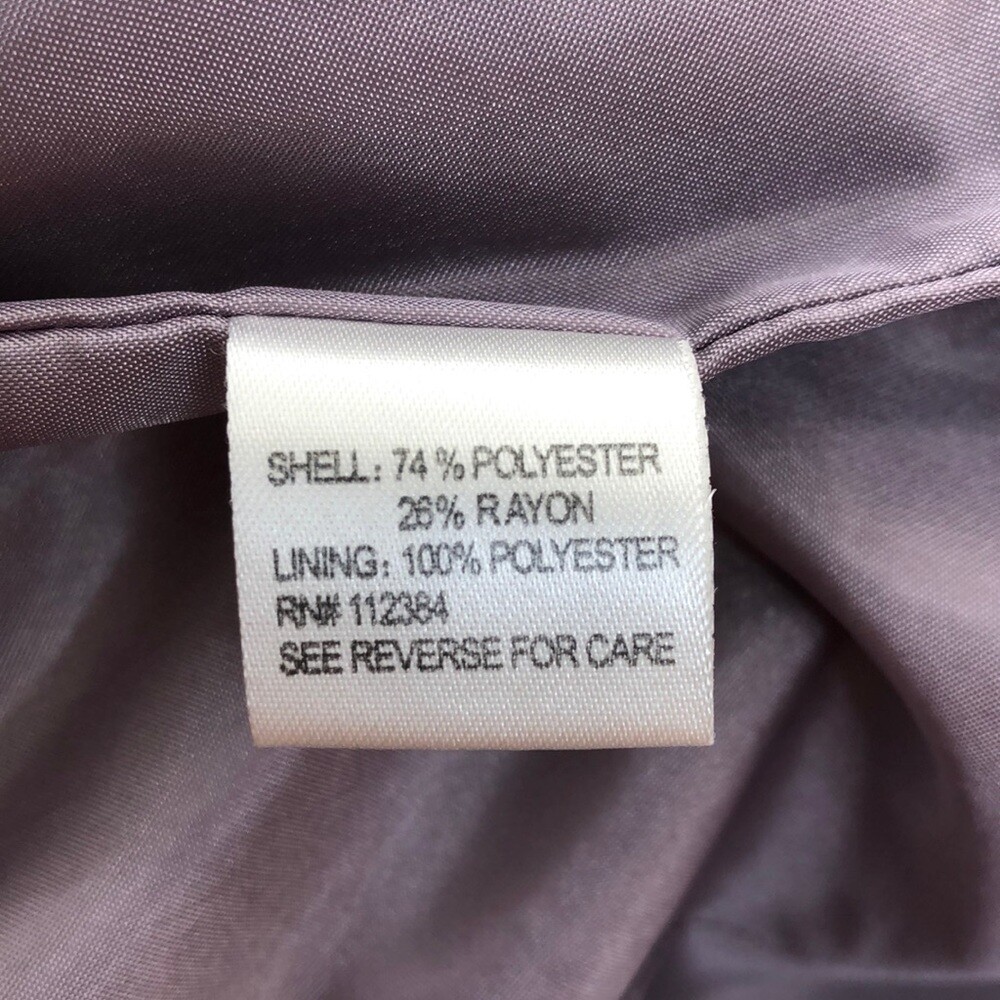 SHELL: 74 % POLYESTER
26% RAYON
LINING: 100% POLYESTER
RN# 112384
SEE REVERSE FOR CARE